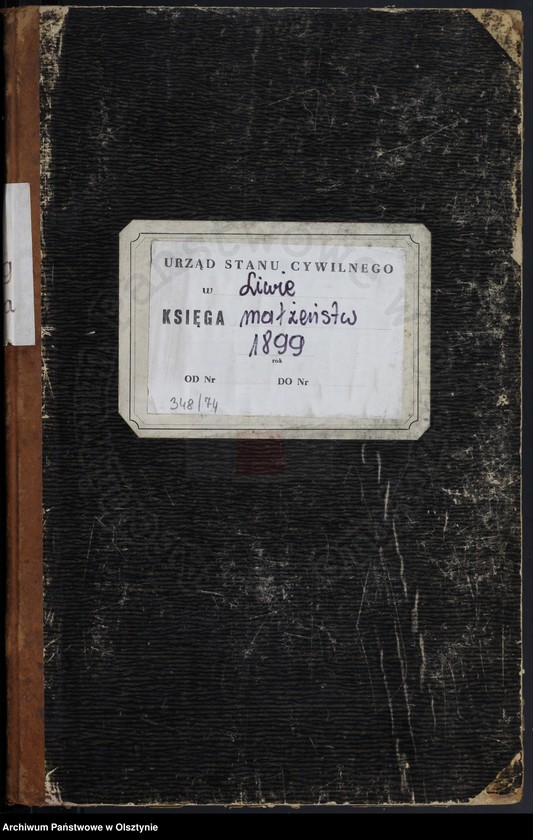 URZĄD STANU CYWILNEGO
w Liwie
KSIĘGA małżeństw
1899
rok
OD Nr DO Nr
348/74
Archiwum Państwowe w Olsztynie